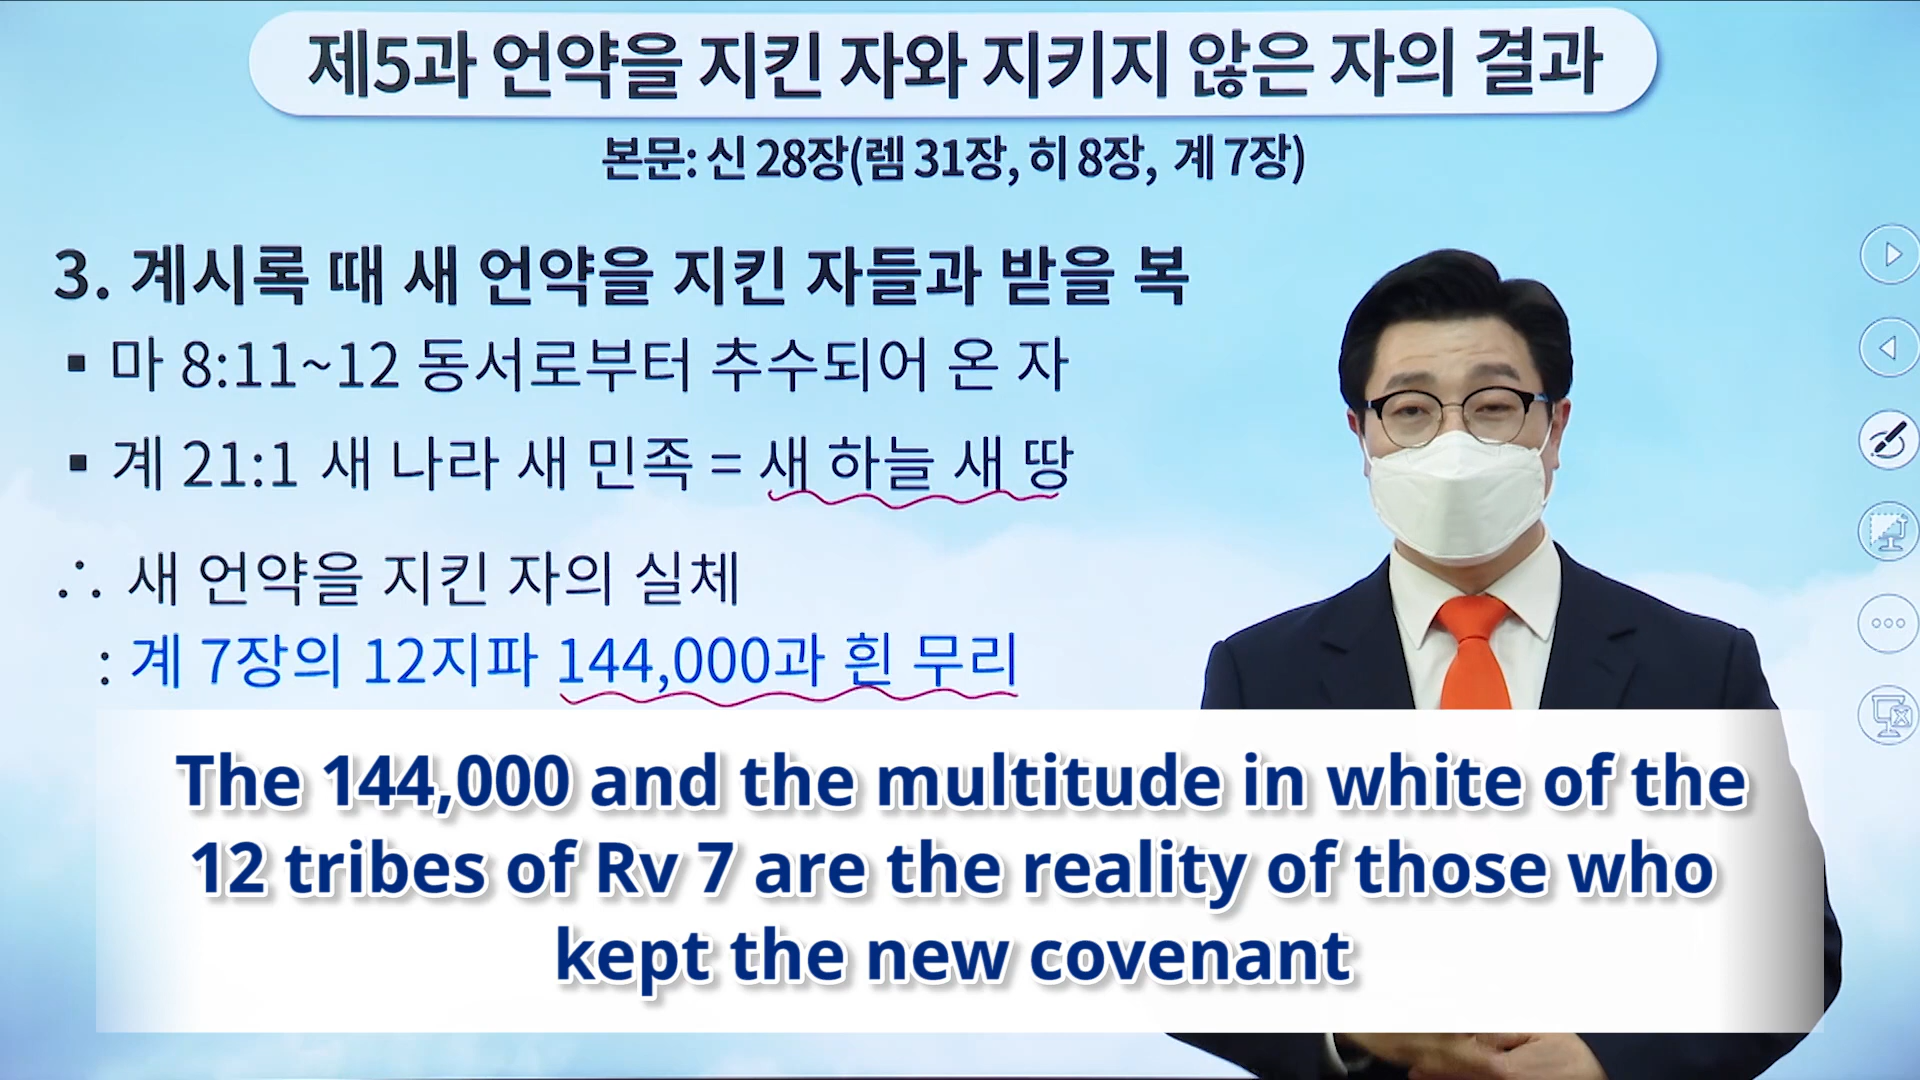 제5과 언약을 지킨 자와 지키지 않은 자의 결과
본문: 신 28장(렘 31장, 히 8장, 계 7장)
3. 계시록 때 새 언약을 지킨 자들과 받을 복
▪ 마 8:11~12 동서로부터 추수되어 온 자
▪ 계 21:1 새 나라 새 민족 = 새 하늘 새 땅
∴ 새 언약을 지킨 자의 실체
: 계 7장의 12지파 144,000과 흰 무리
The 144,000 and the multitude in white of the
12 tribes of Rv 7 are the reality of those who
kept the new covenant